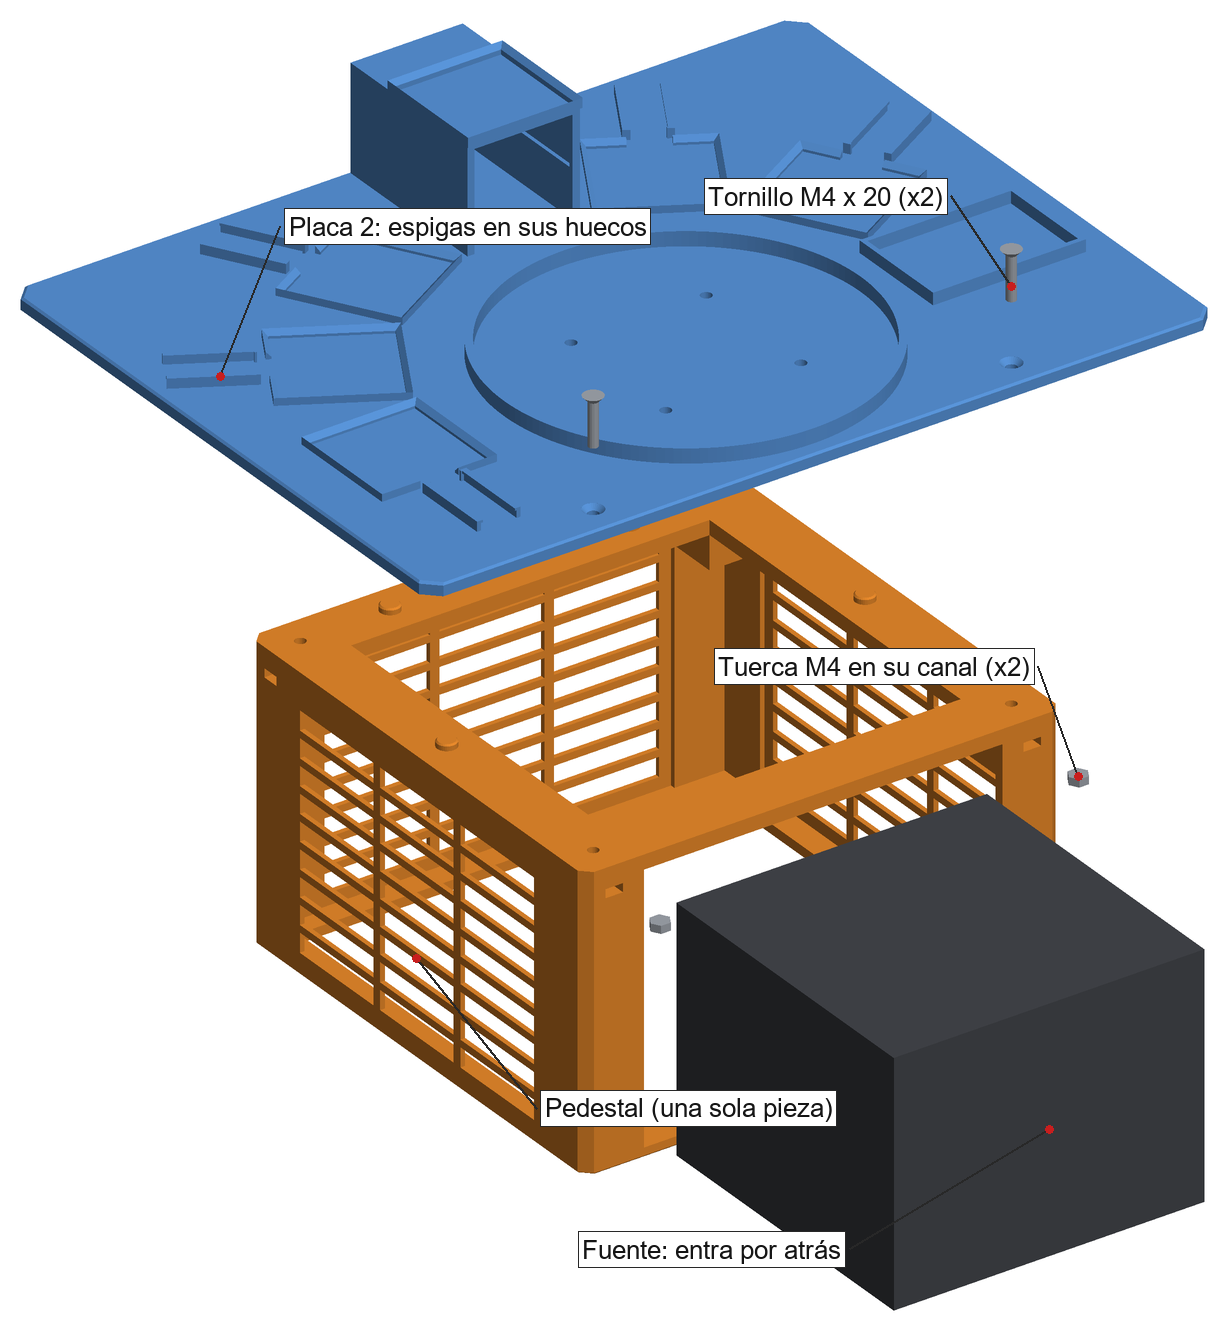 Tornillo M4 x 20 (x2)
Placa 2: espigas en sus huecos
Tuerca M4 en su canal (x2)
Pedestal (una sola pieza)
Fuente: entra por atrás